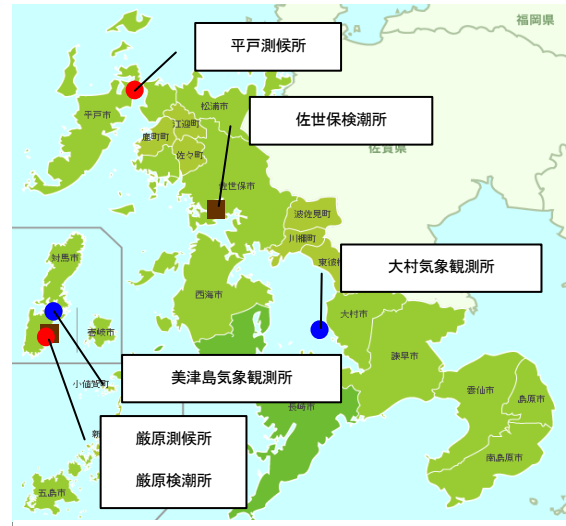 福岡県
平戸測候所
平戸市
松浦市
佐世保検潮所
江迎町
鹿町町
佐々町
佐賀県
佐世保市
波佐見町
川棚町
東彼杵
対馬市
大村気象観測所
西海市
大村市
壱岐市
諫早市
美津島気象観測所
小値賀町
雲仙市
島原市
長崎市
厳原測候所
新
厳原検潮所
南島原市
五島市